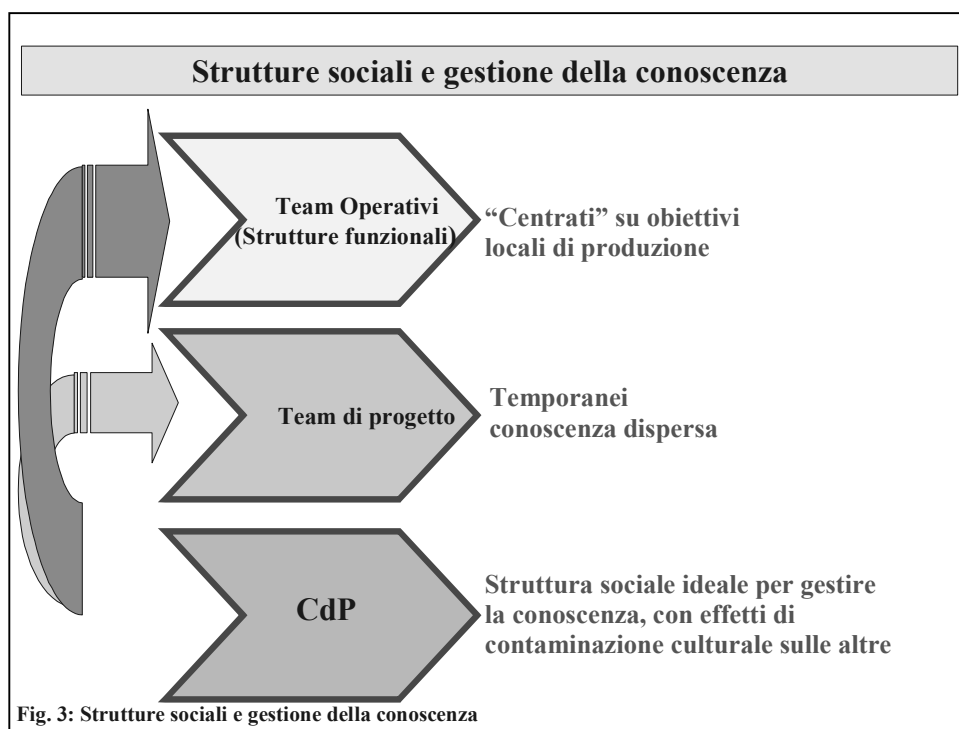 Strutture sociali e gestione della conoscenza
Team Operativi
(Strutture funzionali)
“Centrati” su obiettivi
locali di produzione
Team di progetto
Temporanei
conoscenza dispersa
CdP
Struttura sociale ideale per gestire
la conoscenza, con effetti di
contaminazione culturale sulle altre
Fig. 3: Strutture sociali e gestione della conoscenza